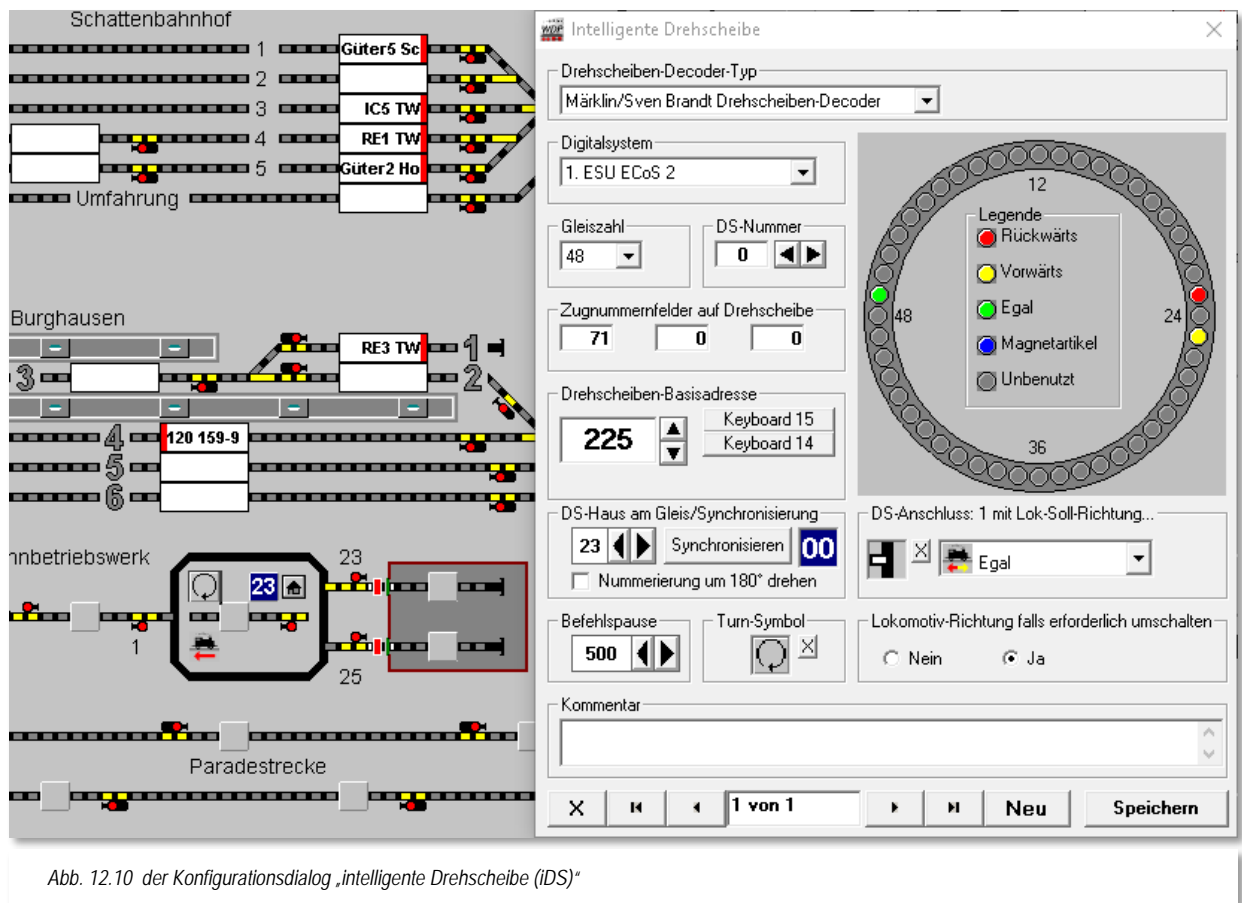 Schattenbahnhof
1 Güter5 Sc
2
3 IC5 TW
4 RE1 TW
5 Güter2 Ho
Umfahrung
Burghausen
RE3 TW 1
3 2
4 120 159-9
5
6
nnbetriebswerk 23
23
1
25
Paradestrecke
WDP Intelligente Drehscheibe
Drehscheiben-Decoder-Typ
Märklin/Sven Brandt Drehscheiben-Decoder
Digitalsystem
1. ESU ECoS 2
Gleiszahl DS-Nummer
48 0
Zugnummernfelder auf Drehscheibe
71 0 0
Drehscheiben-Basisadresse
225 Keyboard 15
Keyboard 14
DS-Haus am Gleis/Synchronisierung
23 Synchronisieren 00
Nummerierung um 180° drehen
Befehlspause Turn-Symbol
500 X
12
Legende
Rückwärts
Vorwärts
48 Egal 24
Magnetartikel
Unbenutzt
36
DS-Anschluss: 1 mit Lok-Soll-Richtung...
X Egal
Lokomotiv-Richtung falls erforderlich umschalten
Nein Ja
Kommentar
X 1 von 1 Neu Speichern
Abb. 12.10 der Konfigurationsdialog „intelligente Drehscheibe (iDS)“